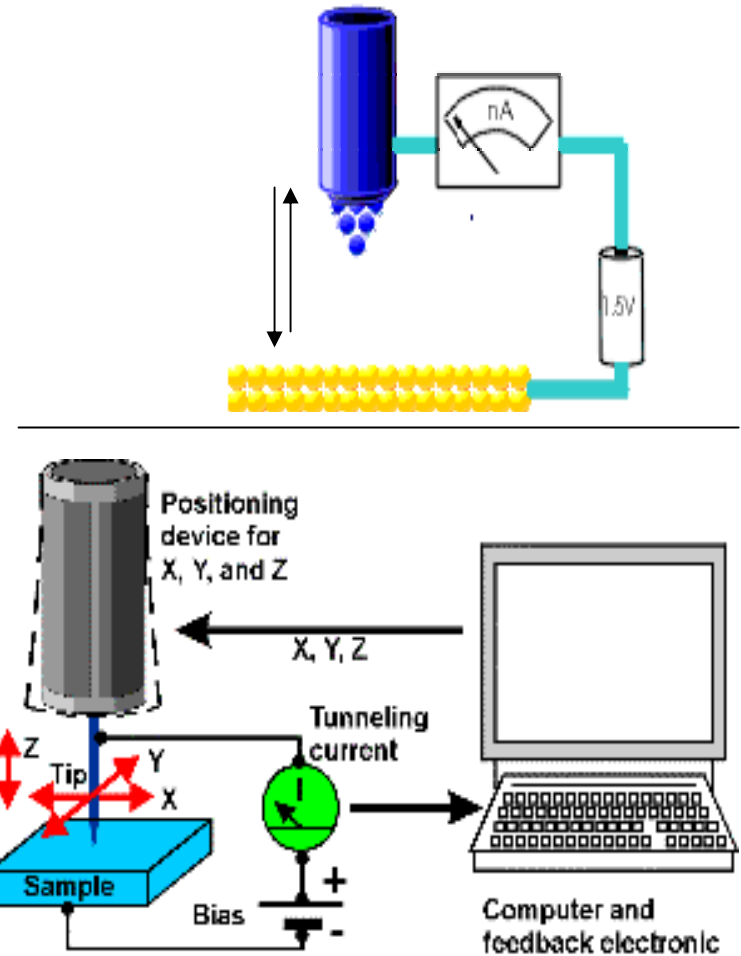 nA
1.5V
Positioning
device for
X, Y, and Z
X, Y, Z
Tunneling
current
Z
Tip
Y
X
I
Sample
Bias
+
-
Computer and
feedback electronic